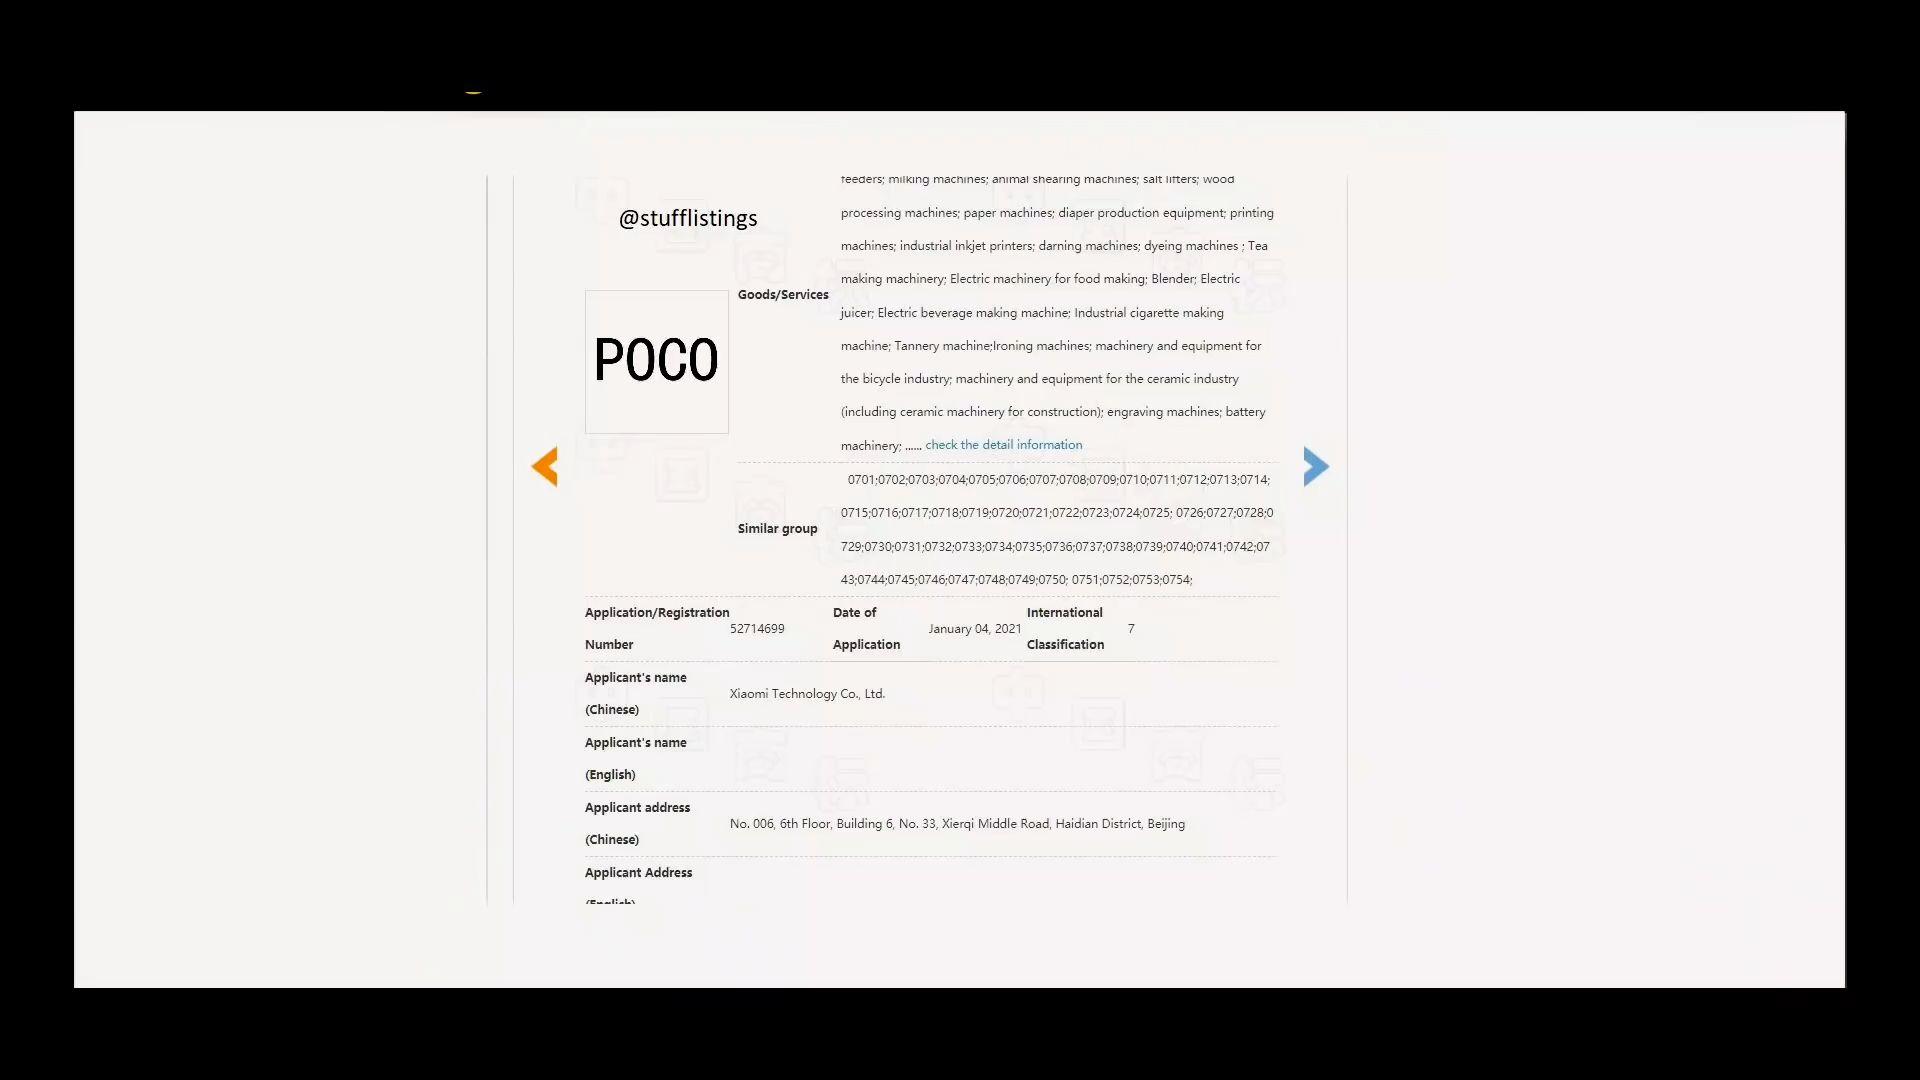 feeders; milking machines; animal shearing machines; salt lifters; wood
@stufflistings
processing machines; paper machines; diaper production equipment; printing
machines; industrial inkjet printers; darning machines; dyeing machines ; Tea
making machinery; Electric machinery for food making; Blender; Electric
Goods/Services
juicer; Electric beverage making machine; Industrial cigarette making
machine; Tannery machine;Ironing machines; machinery and equipment for
POCO
the bicycle industry; machinery and equipment for the ceramic industry
(including ceramic machinery for construction); engraving machines; battery
machinery; ...... check the detail information
0701;0702;0703;0704;0705;0706;0707;0708;0709;0710;0711;0712;0713;0714;
0715;0716;0717;0718;0719;0720;0721;0722;0723;0724;0725; 0726;0727;0728;0
Similar group
729;0730;0731;0732;0733;0734;0735;0736;0737;0738;0739;0740;0741;0742;07
43;0744;0745;0746;0747;0748;0749;0750; 0751;0752;0753;0754;
Application/Registration
Number
52714699
Date of
Application
January 04, 2021
International
Classification
7
Applicant's name
(Chinese)
Xiaomi Technology Co., Ltd.
Applicant's name
(English)
Applicant address
(Chinese)
No. 006, 6th Floor, Building 6, No. 33, Xierqi Middle Road, Haidian District, Beijing
Applicant Address
(English)